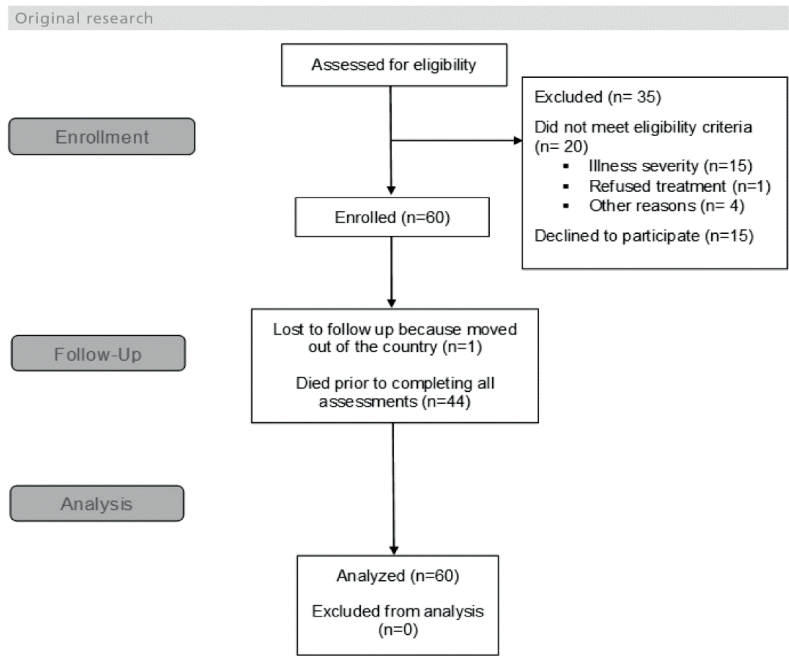 Original research
Assessed for eligibility
Excluded (n= 35)
Did not meet eligibility criteria
(n= 20)
▪ Illness severity (n=15)
▪ Refused treatment (n=1)
▪ Other reasons (n= 4)
Declined to participate (n=15)
Enrollment
Enrolled (n=60)
Lost to follow up because moved
out of the country (n=1)
Died prior to completing all
assessments (n=44)
Follow-Up
Analysis
Analyzed (n=60)
Excluded from analysis
(n=0)